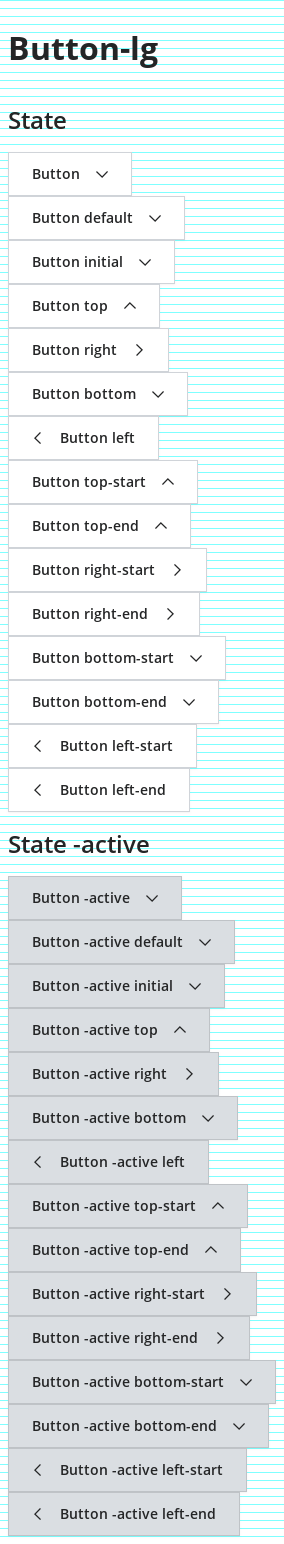 Button-lg
State
Button
Button default
Button initial
Button top
Button right
Button bottom
Button left
Button top-start
Button top-end
Button right-start
Button right-end
Button bottom-start
Button bottom-end
Button left-start
Button left-end
State -active
Button -active
Button -active default
Button -active initial
Button -active top
Button -active right
Button -active bottom
Button -active left
Button -active top-start
Button -active top-end
Button -active right-start
Button -active right-end
Button -active bottom-start
Button -active bottom-end
Button -active left-start
Button -active left-end